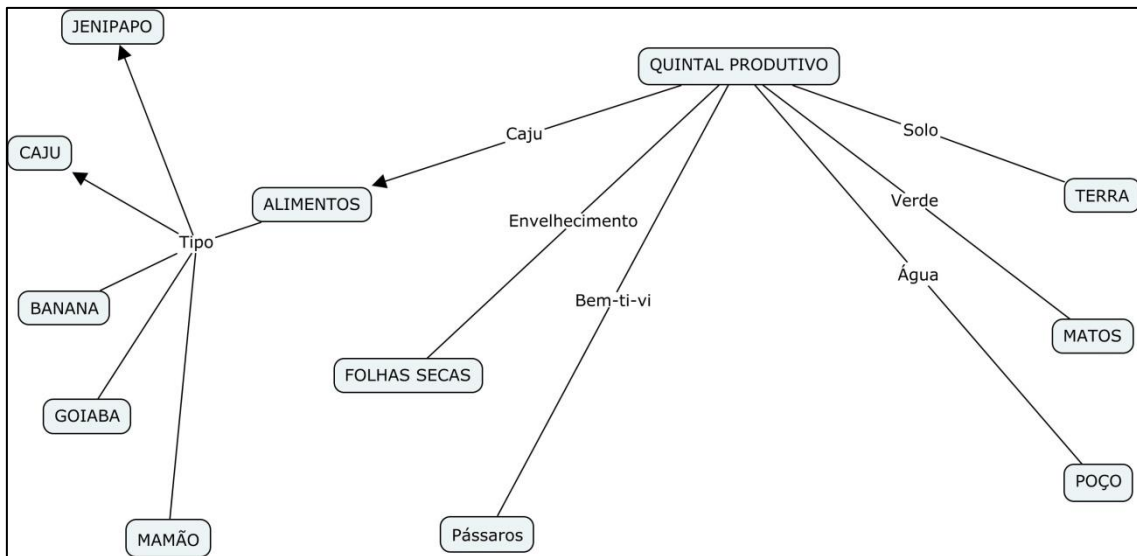 JENIPAPO
QUINTAL PRODUTIVO
Caju
Solo
CAJU
ALIMENTOS
TERRA
Verde
Envelhecimento
Tipo
Água
Bem-ti-vi
BANANA
MATOS
FOLHAS SECAS
GOIABA
POÇO
Pássaros
MAMÃO